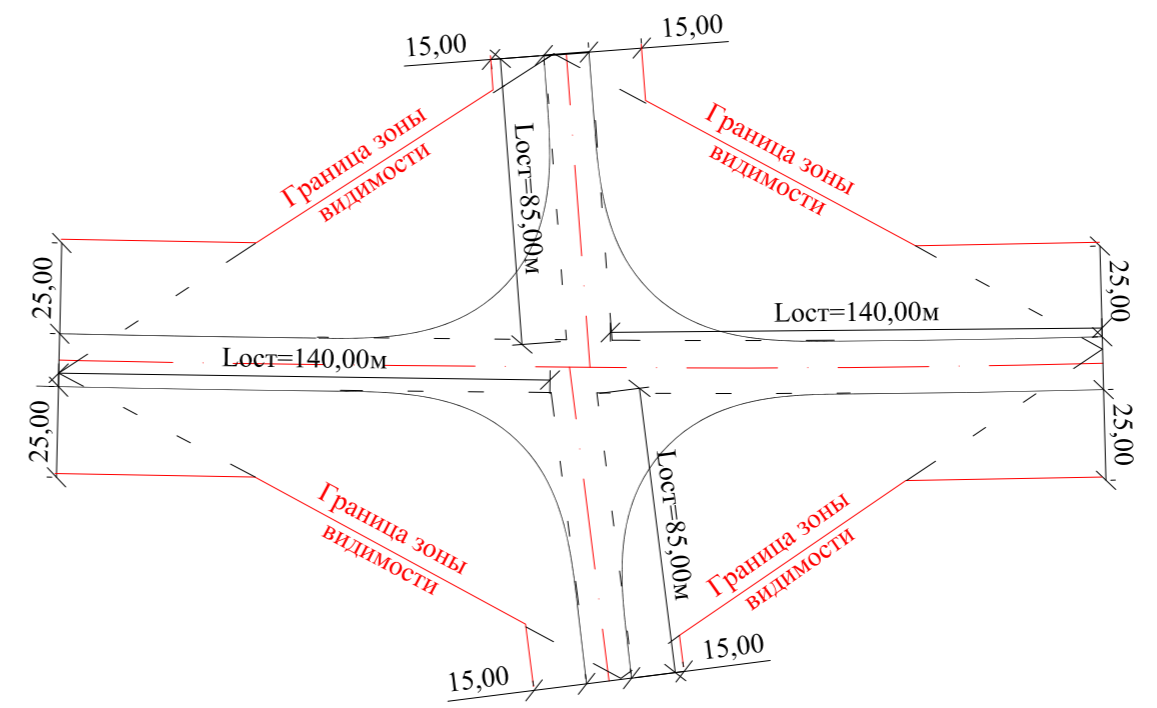 15,00
15,00
Граница зоны
видимости
Lост=85,00м
Граница зоны
видимости
25,00
25,00
Lост=140,00м
Lост=140,00м
25,00
25,00
Граница зоны
видимости
Lост=85,00м
Граница зоны
видимости
15,00
15,00